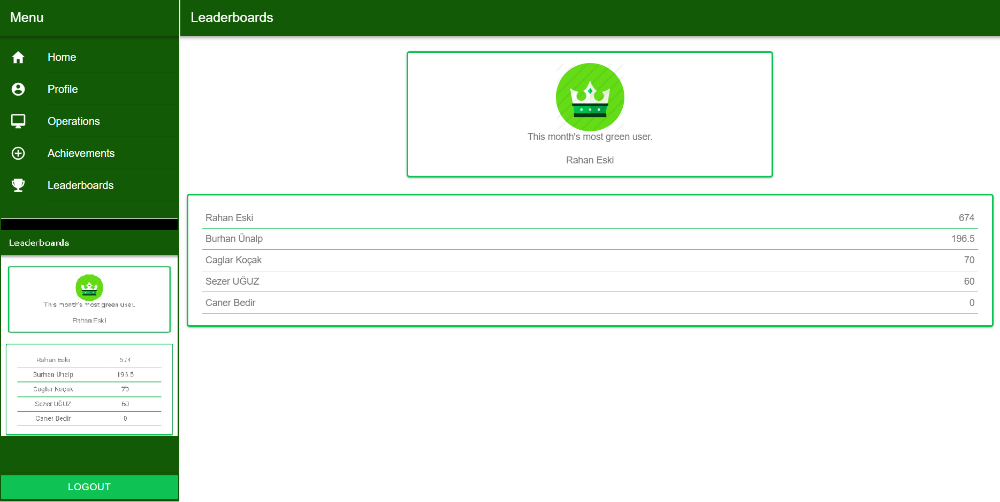 Menu
Home
Profile
Operations
Achievements
Leaderboards
Leaderboards
This month's most green user.
Rahan Eski
Rahan Eski 674
Burhan Ünalp 196.5
Caglar Koçak 70
Sezer UĞUZ 60
Caner Bedir 0
LOGOUT
Leaderboards
This month's most green user.
Rahan Eski
Rahan Eski 674
Burhan Ünalp 196.5
Caglar Koçak 70
Sezer UĞUZ 60
Caner Bedir 0